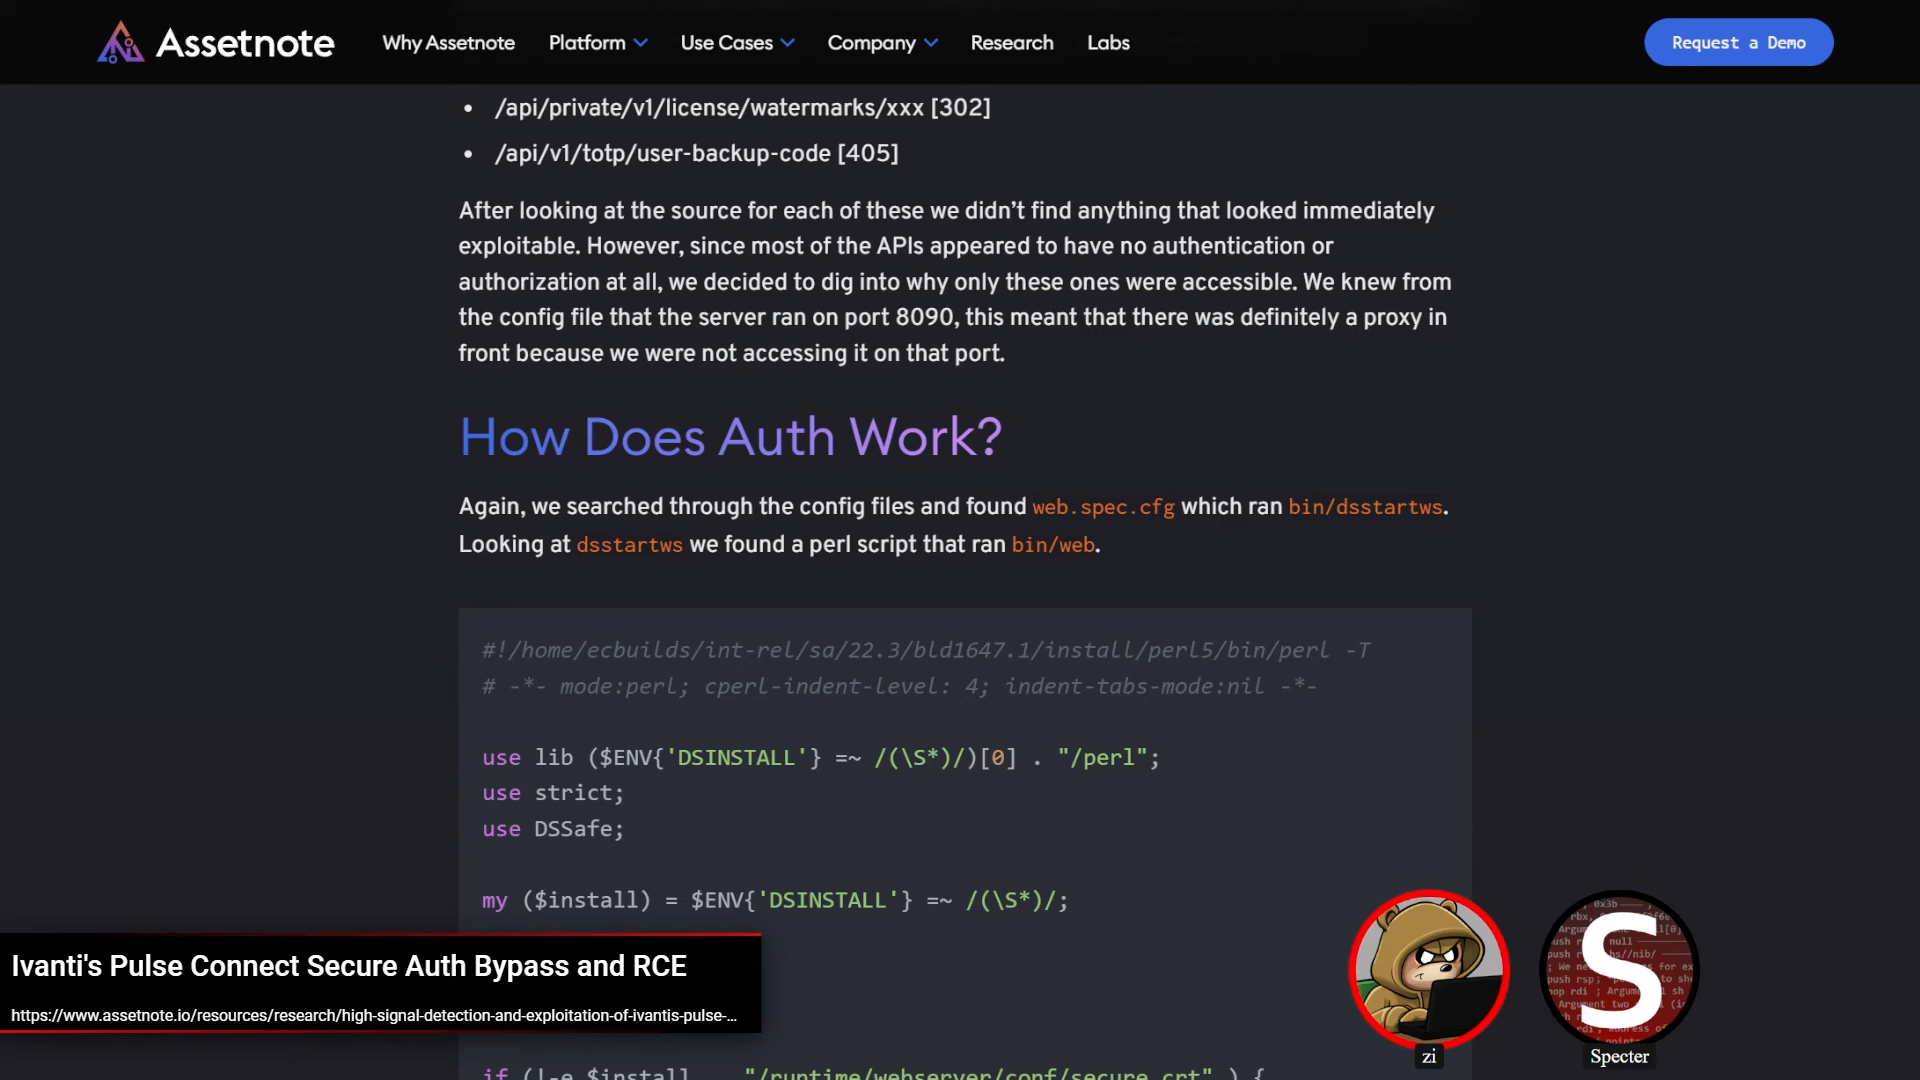 Assetnote
Why Assetnote Platform Use Cases Company Research Labs
Request a Demo
• /api/private/v1/license/watermarks/xxx [302]
• /api/v1/totp/user-backup-code [405]
After looking at the source for each of these we didn’t find anything that looked immediately
exploitable. However, since most of the APIs appeared to have no authentication or
authorization at all, we decided to dig into why only these ones were accessible. We knew from
the config file that the server ran on port 8090, this meant that there was definitely a proxy in
front because we were not accessing it on that port.
How Does Auth Work?
Again, we searched through the config files and found web.spec.cfg which ran bin/dsstartws.
Looking at dsstartws we found a perl script that ran bin/web.
#!/home/ecbuilds/int-rel/sa/22.3/bld1647.1/install/perl5/bin/perl -T
# -*- mode:perl; cperl-indent-level: 4; indent-tabs-mode:nil -*-
use lib ($ENV{'DSINSTALL'} =~ /(\S*)/)[0] . "/perl";
use strict;
use DSSafe;
my ($install) = $ENV{'DSINSTALL'} =~ /(\S*)/;
if (!-e $install . "/runtime/webserver/conf/secure.crt" ) {
Ivanti's Pulse Connect Secure Auth Bypass and RCE
https://www.assetnote.io/resources/research/high-signal-detection-and-exploitation-of-ivantis-pulse-...
zi
S
Specter